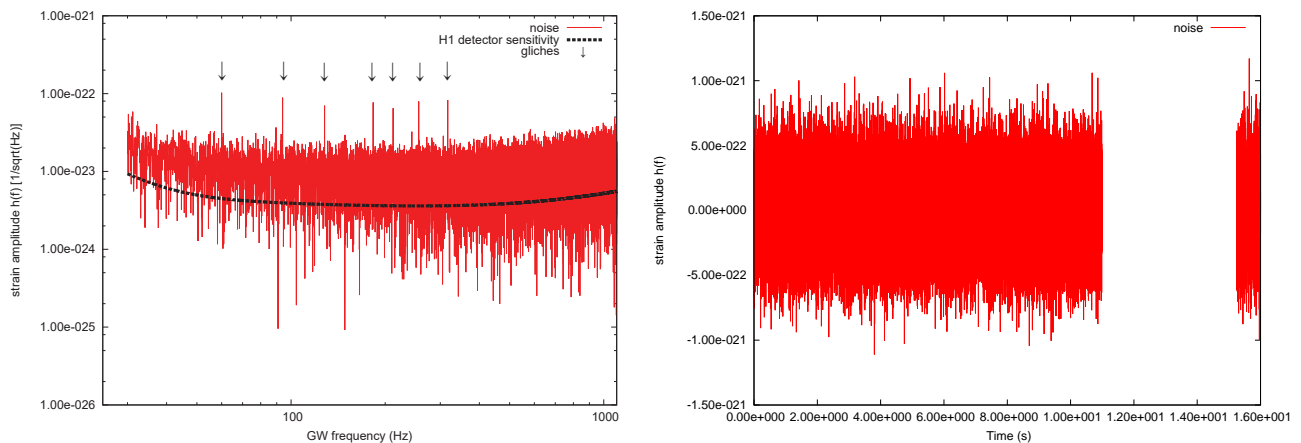 1.00e-021
1.00e-022
1.00e-023
1.00e-024
1.00e-025
1.00e-026
strain amplitude h(f) [1/sqrt(Hz)]
noise
H1 detector sensitivity
gliches
100
1000
GW frequency (Hz)
1.50e-021
1.00e-021
5.00e-022
0.00e+000
-5.00e-022
-1.00e-021
-1.50e-021
strain amplitude h(f)
noise
0.00e+000 2.00e+000 4.00e+000 6.00e+000 8.00e+000 1.00e+001 1.20e+001 1.40e+001 1.60e+001
Time (s)